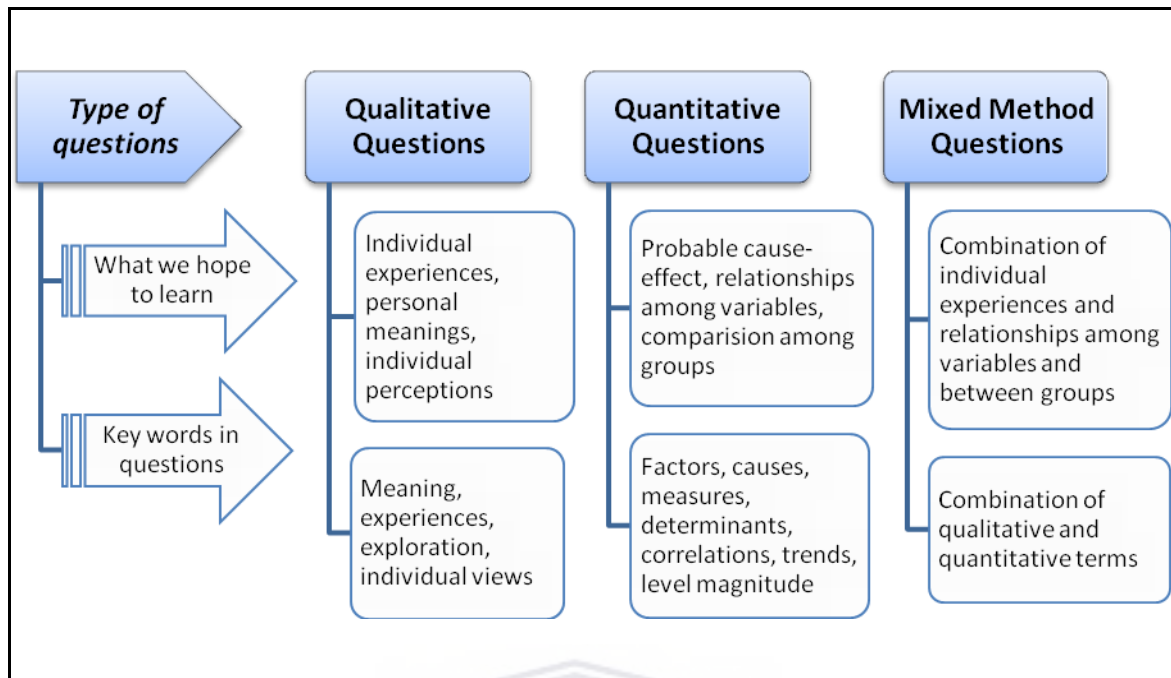 Type of
questions
Qualitative
Questions
Quantitative
Questions
Mixed Method
Questions
What we hope
to learn
Individual
experiences,
personal
meanings,
individual
perceptions
Probable cause-
effect, relationships
among variables,
comparision among
groups
Combination of
individual
experiences and
relationships among
variables and
between groups
Key words in
questions
Meaning,
experiences,
exploration,
individual views
Factors, causes,
measures,
determinants,
correlations, trends,
level magnitude
Combination of
qualitative and
quantitative terms